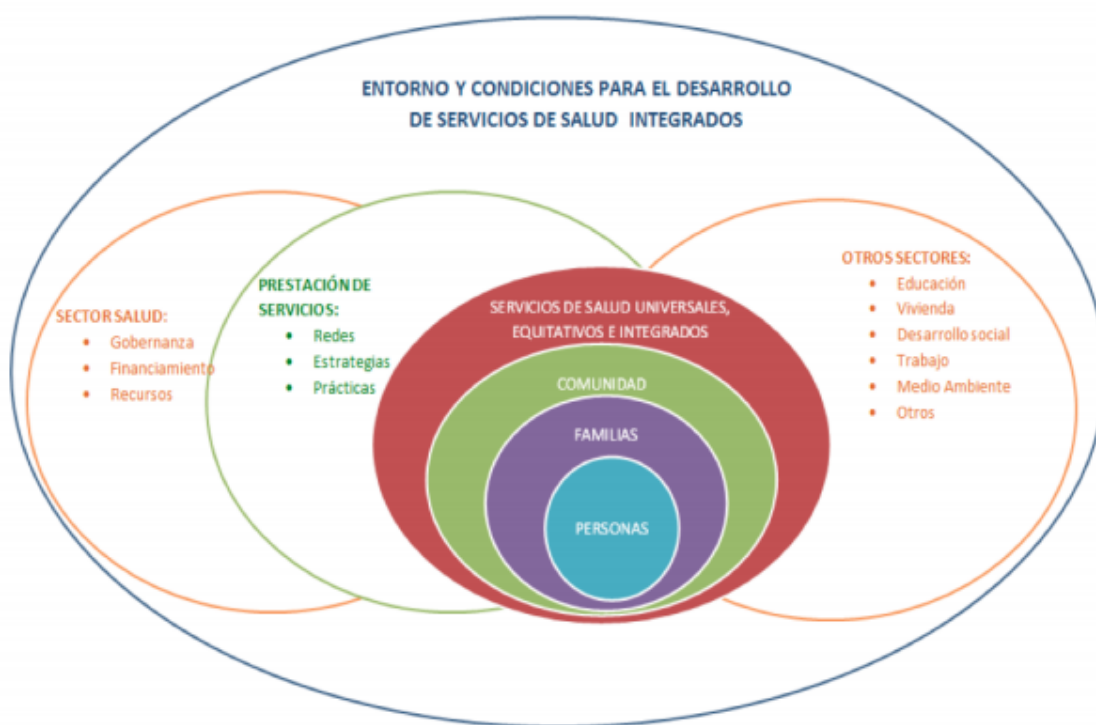 ENTORNO Y CONDICIONES PARA EL DESARROLLO
DE SERVICIOS DE SALUD INTEGRADOS
SECTOR SALUD:
• Gobernanza
• Financiamiento
• Recursos
PRESTACIÓN DE
SERVICIOS:
• Redes
• Estrategias
• Prácticas
SERVICIOS DE SALUD UNIVERSALES,
EQUITATIVOS E INTEGRADOS
COMUNIDAD
FAMILIAS
PERSONAS
OTROS SECTORES:
• Educación
• Vivienda
• Desarrollo social
• Trabajo
• Medio Ambiente
• Otros